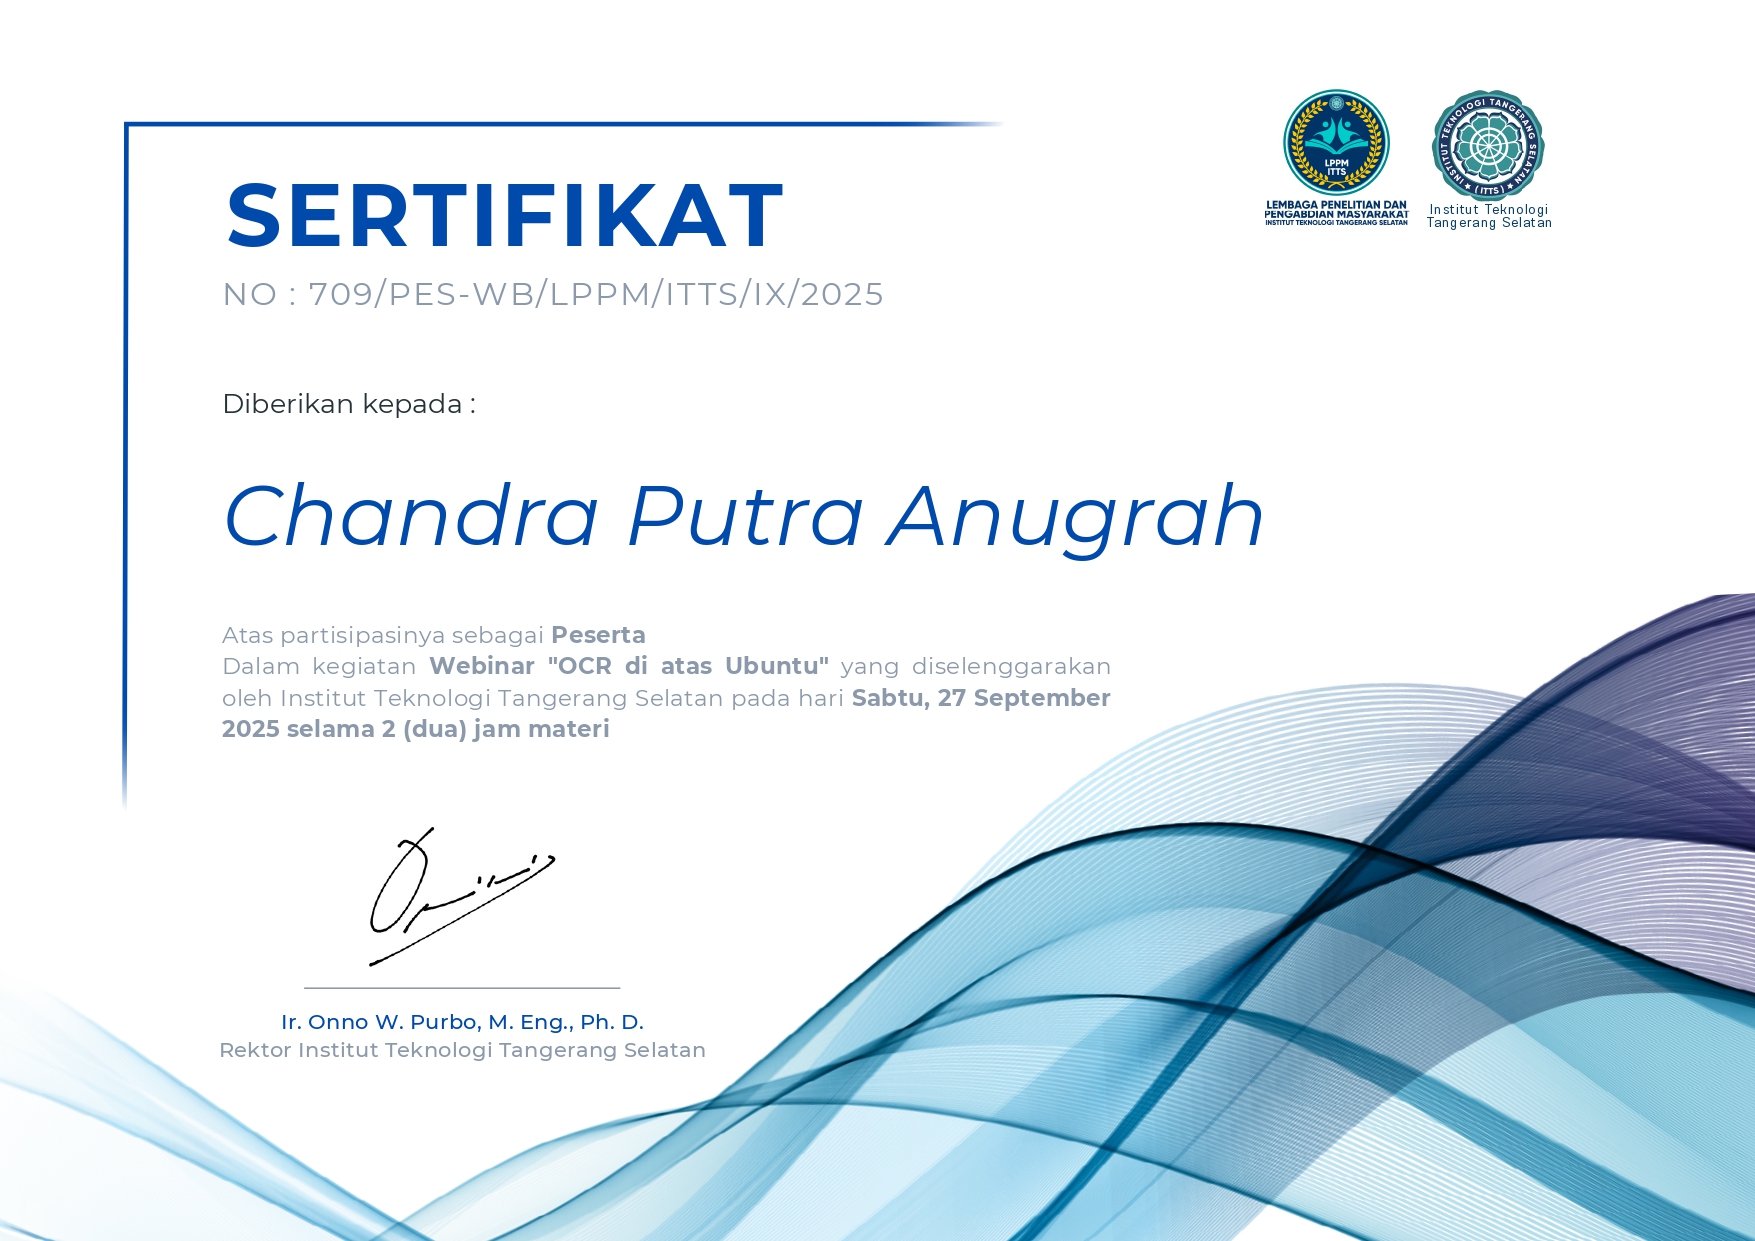 LPPM
ITTS
LEMBAGA PENELITIAN DAN
PENGABDIAN MASYARAKAT
INSTITUT TEKNOLOGI TANGERANG SELATAN
INSTITUT TEKNOLOGI TANGERANG SELATAN
(ITTS)
Institut Teknologi
Tangerang Selatan
SERTIFIKAT
NO : 709/PES-WB/LPPM/ITTS/IX/2025
Diberikan kepada :
Chandra Putra Anugrah
Atas partisipasinya sebagai Peserta
Dalam kegiatan Webinar "OCR di atas Ubuntu" yang diselenggarakan
oleh Institut Teknologi Tangerang Selatan pada hari Sabtu, 27 September
2025 selama 2 (dua) jam materi
Ir. Onno W. Purbo, M. Eng., Ph. D.
Rektor Institut Teknologi Tangerang Selatan